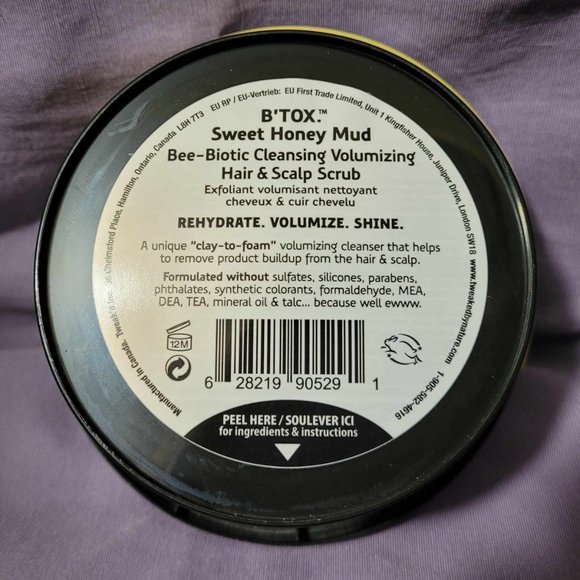 B'TOX.™
Sweet Honey Mud
Bee-Biotic Cleansing Volumizing
Hair & Scalp Scrub
Exfoliant volumisant nettoyant
cheveux & cuir chevelu
REHYDRATE. VOLUMIZE. SHINE.
A unique "clay-to-foam" volumizing cleanser that helps
to remove product buildup from the hair & scalp.
Formulated without sulfates, silicones, parabens,
phthalates, synthetic colorants, formaldehyde, MEA,
DEA, TEA, mineral oil & talc... because well ewww.
12M
6 28219 90529 1
PEEL HERE / SOULEVER ICI
for ingredients & instructions
Manufactured in Canada. Tweak'd Inc. 36 Chelmsford Place, Hamilton, Ontario, Canada L8H 7T3 EU RP / EU-Vertrieb: EU First Trade Limited, Unit 1 Kingfisher House, Juniper Drive, London SW18 www.tweakedbynature.com 1-905-582-4616